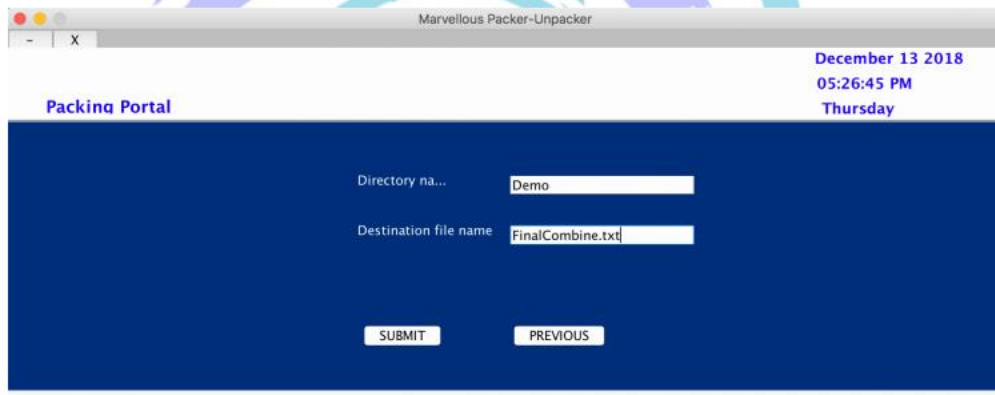 Marvellous Packer-Unpacker
- X
December 13 2018
05:26:45 PM
Packing Portal
Thursday
Directory na...
Demo
Destination file name
FinalCombine.txt
SUBMIT
PREVIOUS